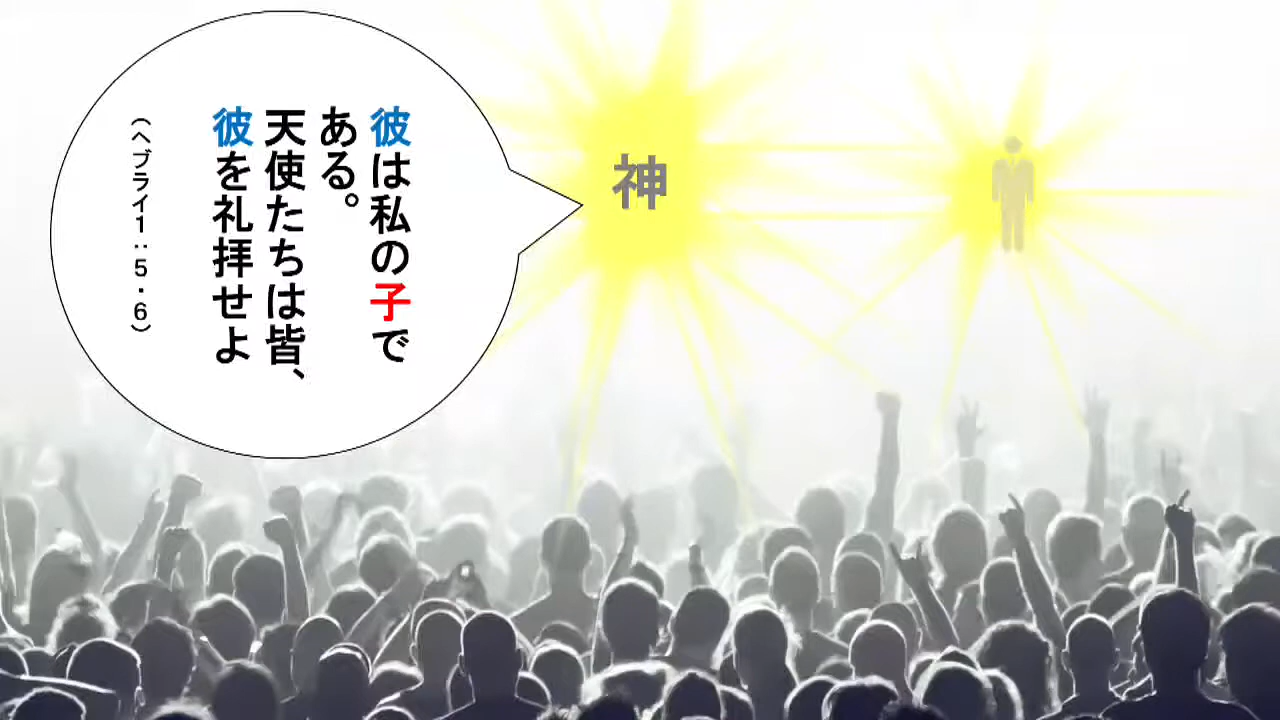 彼は私の子で
ある。
天使たちは皆、
彼を礼拝せよ
（ヘブライ1：5・6）
神